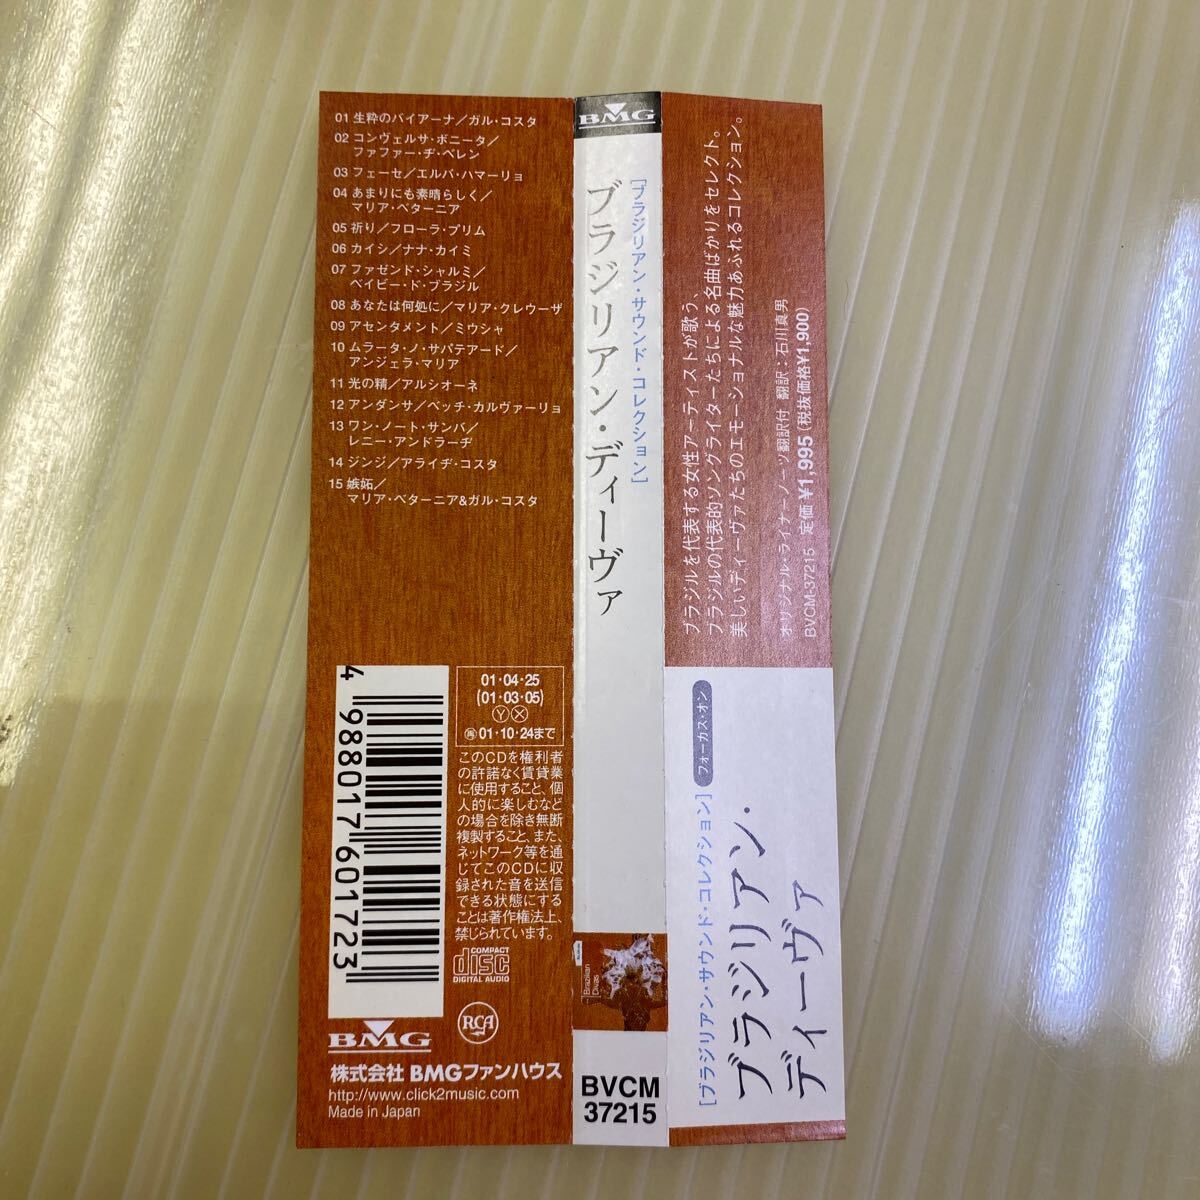 01 生粋のバイアーナ／ガル・コスタ
02 コンヴェルサ・ボニータ／
ファファー・ヂ・ベレン
03 フェーセ／エルバ・ハマーリョ
04 あまりにも素晴らしく／
マリア・ベターニア
05 祈り／フローラ・プリム
06 カイシ／ナナ・カイミ
07 ファゼンド・シャルミ／
ベイビー・ド・ブラジル
08 あなたは何処に／マリア・クレウーザ
09 アセンタメント／ミウシャ
10 ムラータ・ノ・サパテアード／
アンジェラ・マリア
11 光の精／アルシオーネ
12 アンダンサ／ベッチ・カルヴァーリョ
13 ワン・ノート・サンバ／
レニー・アンドラーヂ
14 ジンジ／アライヂ・コスタ
15 嫉妬／
マリア・ベターニア&ガル・コスタ
4 988017 601723
01・04・25
(01・03・05)
Ⓨ Ⓧ
㊢01・10・24まで
このCDを権利者
の許諾なく賃貸業
に使用すること、個
人的に楽しむなど
の場合を除き無断
複製すること、また、
ネットワーク等を通
じてこのCDに収
録された音を送信
できる状態にする
ことは著作権法上、
禁じられています。
COMPACT
disc
DIGITAL AUDIO
BMG
RCA
株式会社 BMGファンハウス
http://www.click2music.com
Made in Japan
BMG
[ブラジリアン・サウンド・コレクション]
ブラジリアン・ディーヴァ
Brazilian
Divas
BVCM
37215
ブラジルを代表する女性アーティストが歌う、
ブラジルの代表的ソングライターたちによる名曲ばかりをセレクト。
美しいディーヴァたちのエモーショナルな魅力あふれるコレクション。
オリジナル・ライナーノーツ翻訳付 翻訳：石川真男
BVCM-37215 定価¥1,995(税抜価格¥1,900)
[ブラジリアン・サウンド・コレクション] フォーカス・オン
ブラジリアン・
ディーヴァ